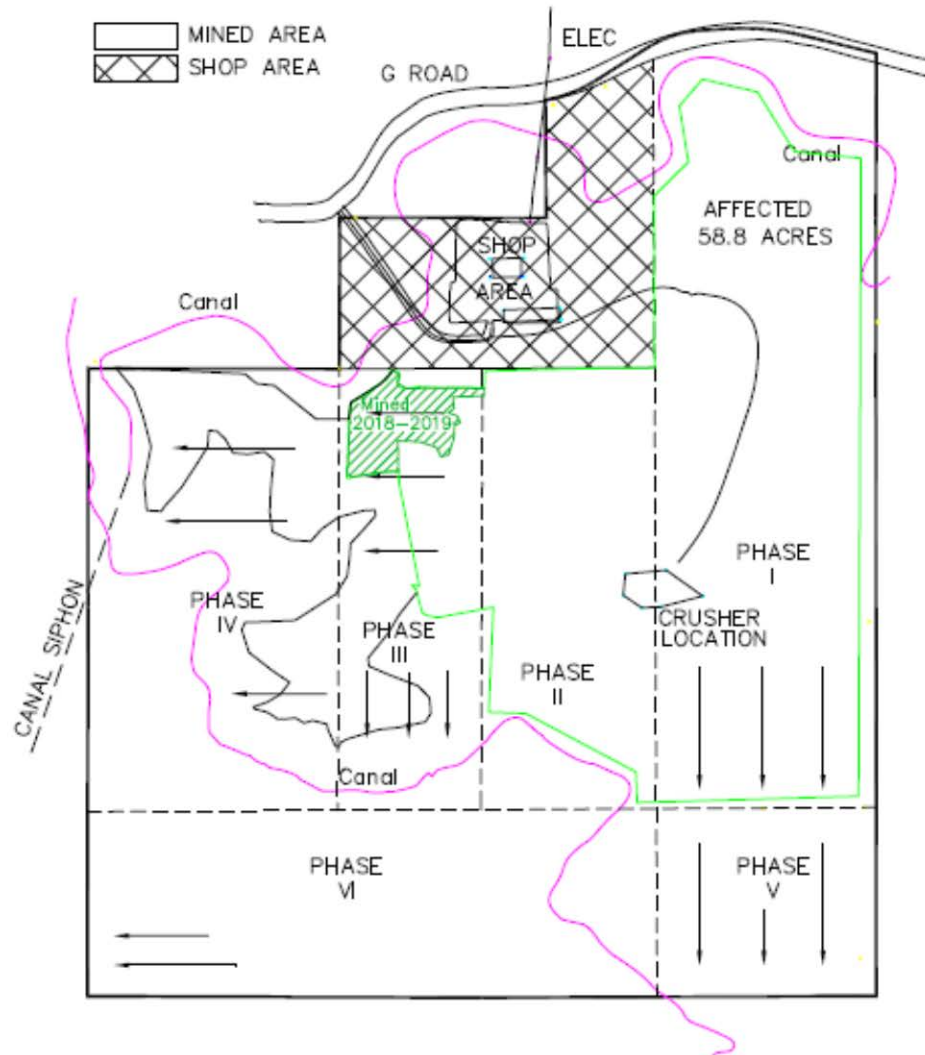 MINED AREA
SHOP AREA
ELEC
G ROAD
Canal
AFFECTED
58.8 ACRES
SHOP
AREA
Canal
Mined
2018-2019
PHASE
I
CRUSHER
LOCATION
PHASE
IV
PHASE
III
PHASE
II
CANAL SIPHON
Canal
PHASE
VI
PHASE
V